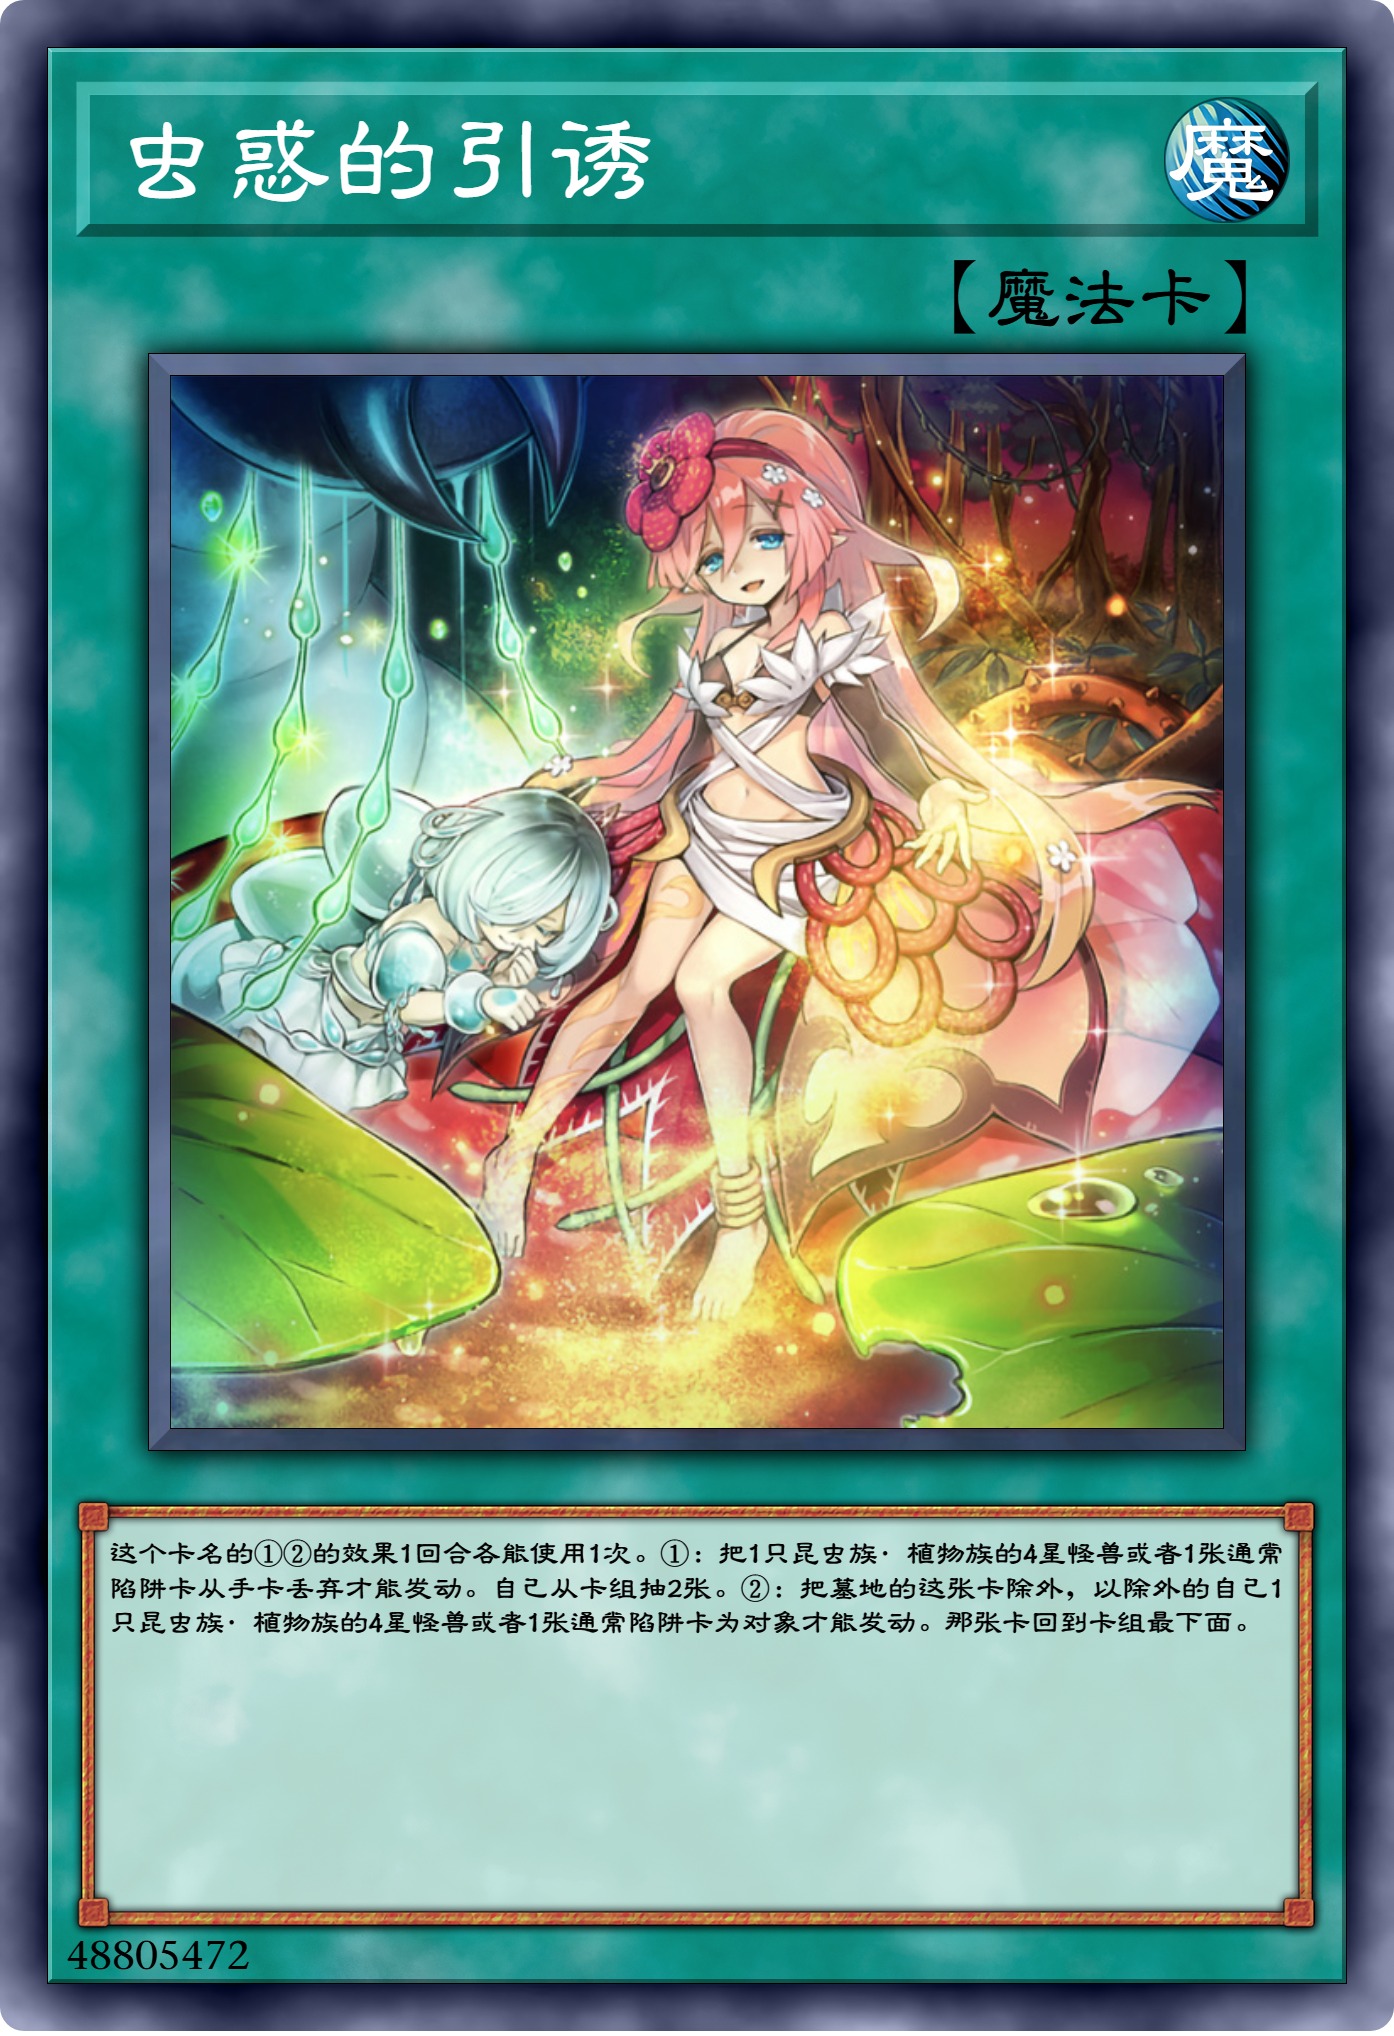 虫惑的引诱
魔
【魔法卡】
这个卡名的①②的效果1回合各能使用1次。①：把1只昆虫族·植物族的4星怪兽或者1张通常
陷阱卡从手卡丢弃才能发动。自己从卡组抽2张。②：把墓地的这张卡除外，以除外的自己1
只昆虫族·植物族的4星怪兽或者1张通常陷阱卡为对象才能发动。那张卡回到卡组最下面。
48805472